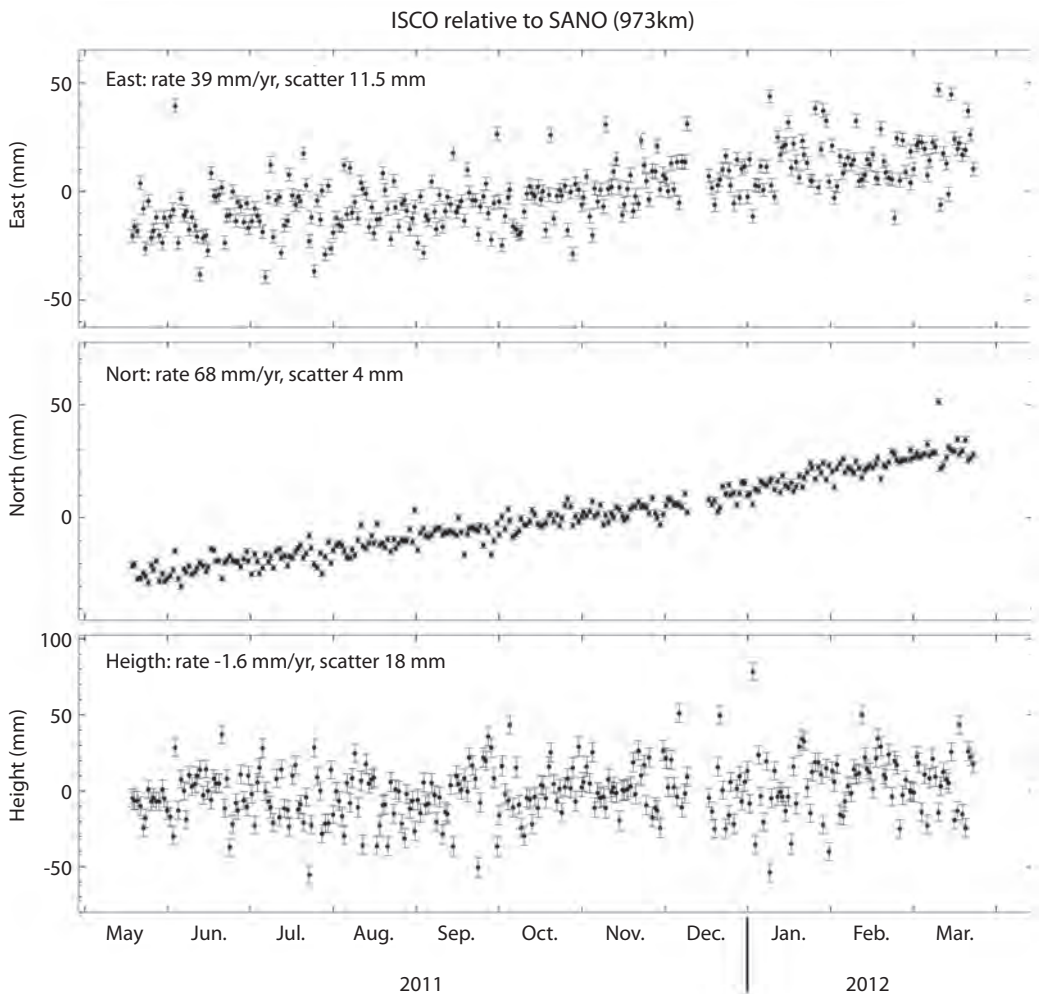 ISCO relative to SANO (973km)
East: rate 39 mm/yr, scatter 11.5 mm
50
0
-50
East (mm)
Nort: rate 68 mm/yr, scatter 4 mm
50
0
North (mm)
Heigth: rate -1.6 mm/yr, scatter 18 mm
100
50
0
-50
Height (mm)
May Jun. Jul. Aug. Sep. Oct. Nov. Dec. Jan. Feb. Mar.
2011 2012